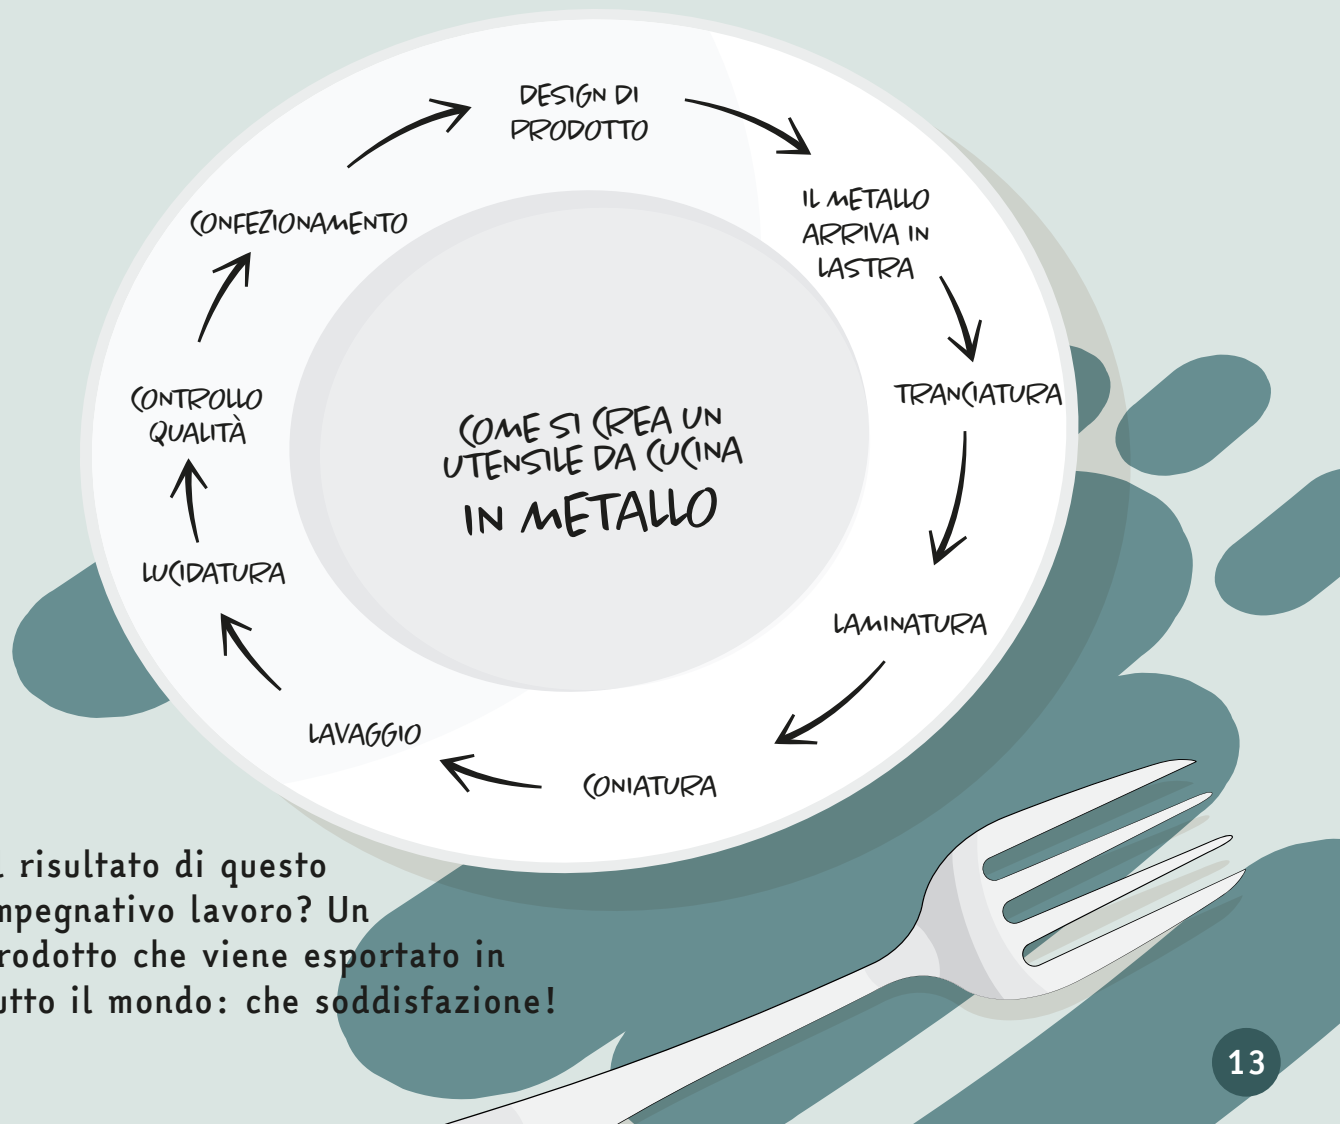 DESIGN DI
PRODOTTO
IL METALLO
ARRIVA IN
LASTRA
TRANCIATURA
LAMINATURA
CONIATURA
LAVAGGIO
LUCIDATURA
CONTROLLO
QUALITÀ
CONFEZIONAMENTO
COME SI CREA UN
UTENSILE DA CUCINA
IN METALLO
l risultato di questo
mpegnativo lavoro? Un
rodotto che viene esportato in
utto il mondo: che soddisfazione!
13